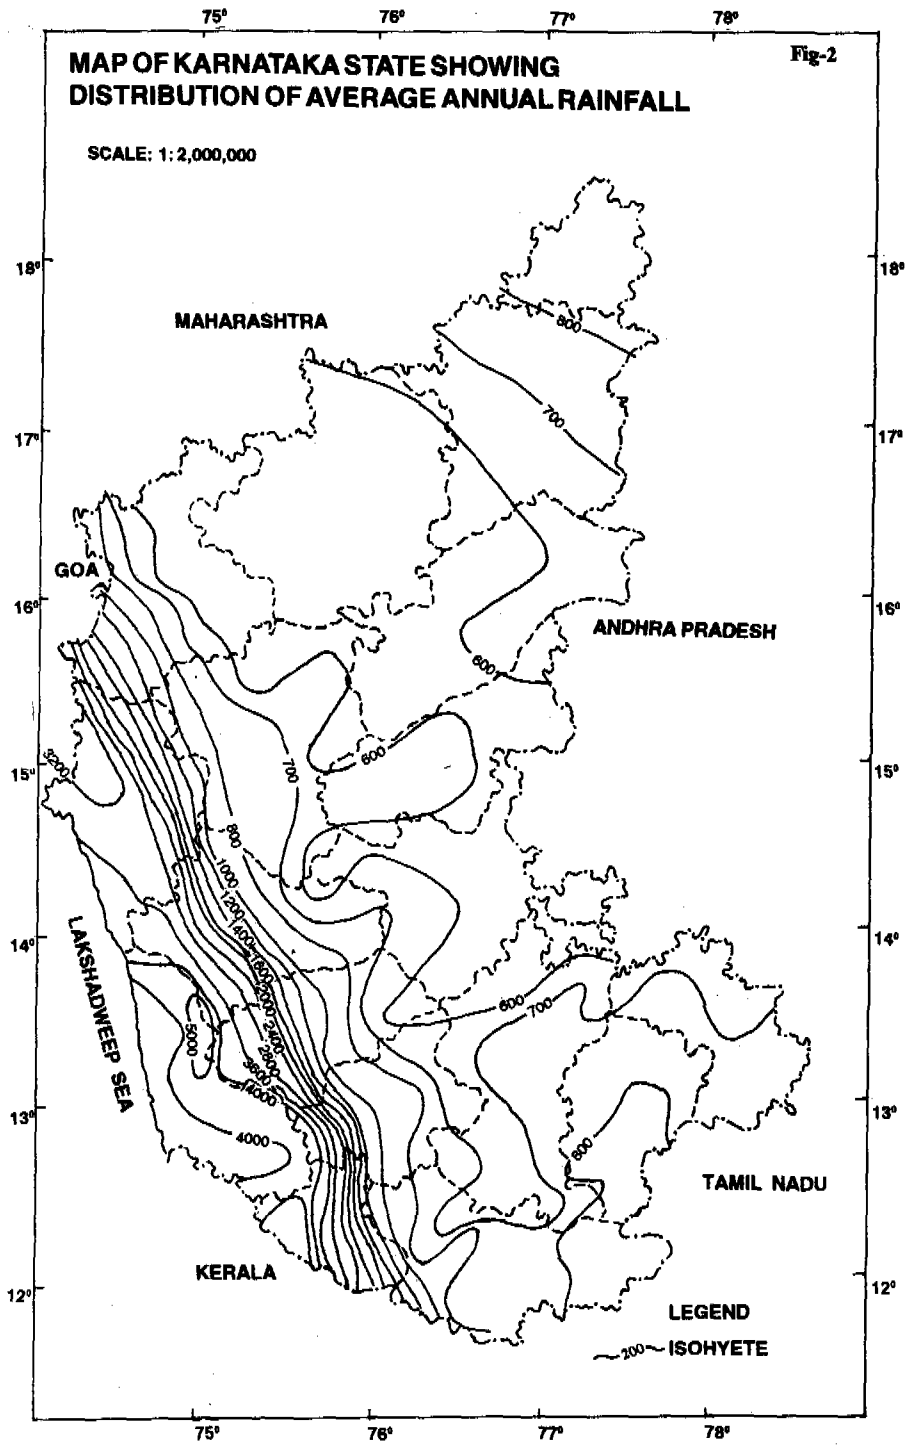 75° 76° 77° 78°
MAP OF KARNATAKA STATE SHOWING
DISTRIBUTION OF AVERAGE ANNUAL RAINFALL
Fig-2
SCALE: 1: 2,000,000
18° 18°
800
MAHARASHTRA
700
17° 17°
GOA
16° 16°
ANDHRA PRADESH
600
600
3200
700
15° 15°
800
1000
1200
1400
1600
2000
2400
2800
3600
4000
LAKSHADWEEP SEA
14° 14°
600
700
5000
13° 13°
4000
800
TAMIL NADU
KERALA
12° 12°
LEGEND
200 ISOHYETE
75° 76° 77° 78°